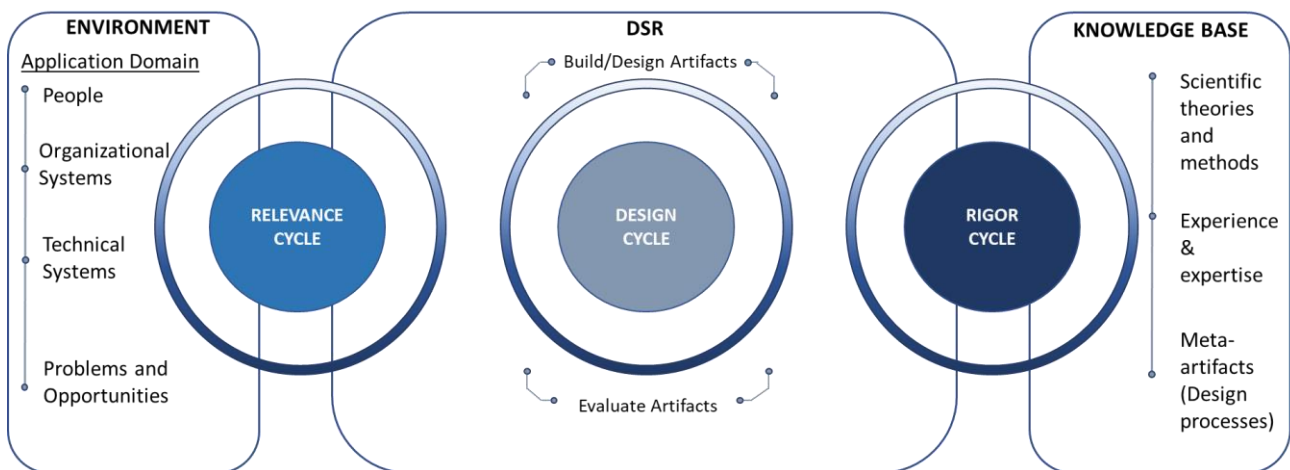 ENVIRONMENT
Application Domain
People
Organizational
Systems
Technical
Systems
Problems and
Opportunities
RELEVANCE
CYCLE
DSR
Build/Design Artifacts
DESIGN
CYCLE
Evaluate Artifacts
RIGOR
CYCLE
KNOWLEDGE BASE
Scientific
theories
and
methods
Experience
&
expertise
Meta-
artifacts
(Design
processes)